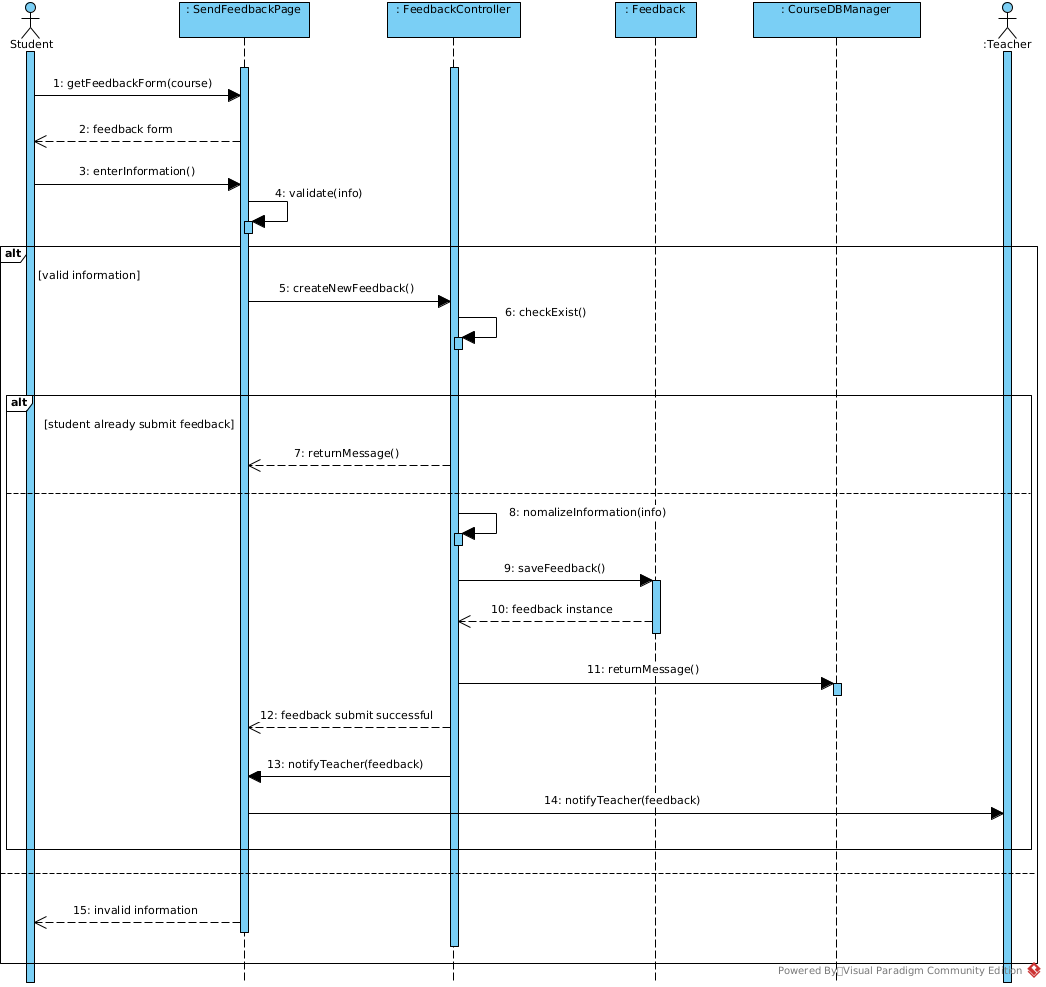 : SendFeedbackPage
: FeedbackController
: Feedback
: CourseDBManager
Student
:Teacher
1: getFeedbackForm(course)
2: feedback form
3: enterInformation()
4: validate(info)
alt
[valid information]
5: createNewFeedback()
6: checkExist()
alt
[student already submit feedback]
7: returnMessage()
8: nomalizeInformation(info)
9: saveFeedback()
10: feedback instance
11: returnMessage()
12: feedback submit successful
13: notifyTeacher(feedback)
14: notifyTeacher(feedback)
15: invalid information
Powered By Visual Paradigm Community Edition